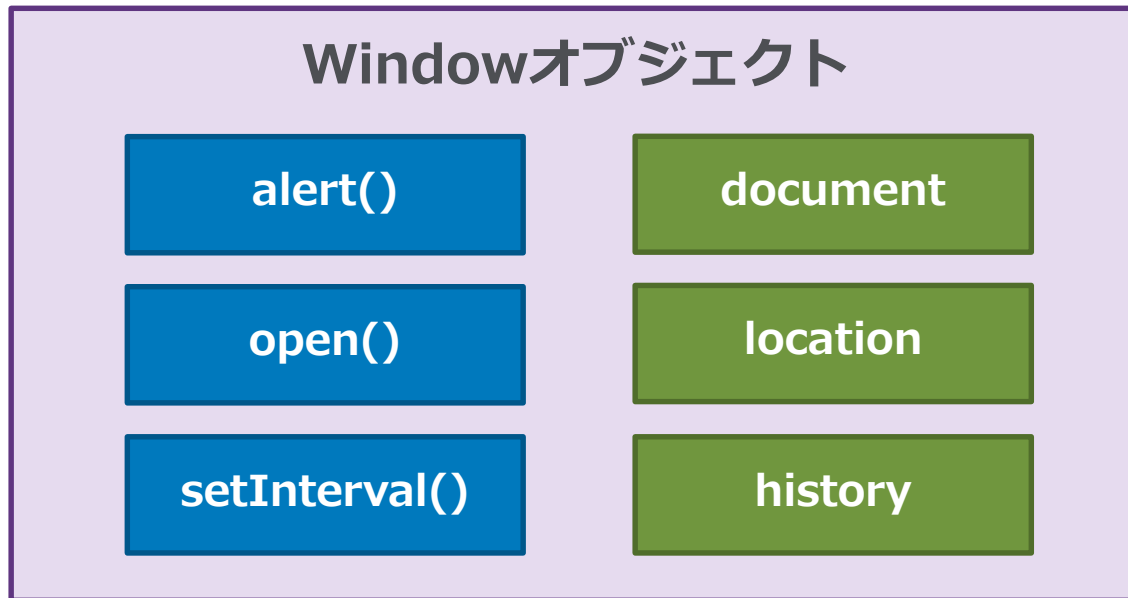 Windowオブジェクト
alert()
document
open()
location
setInterval()
history